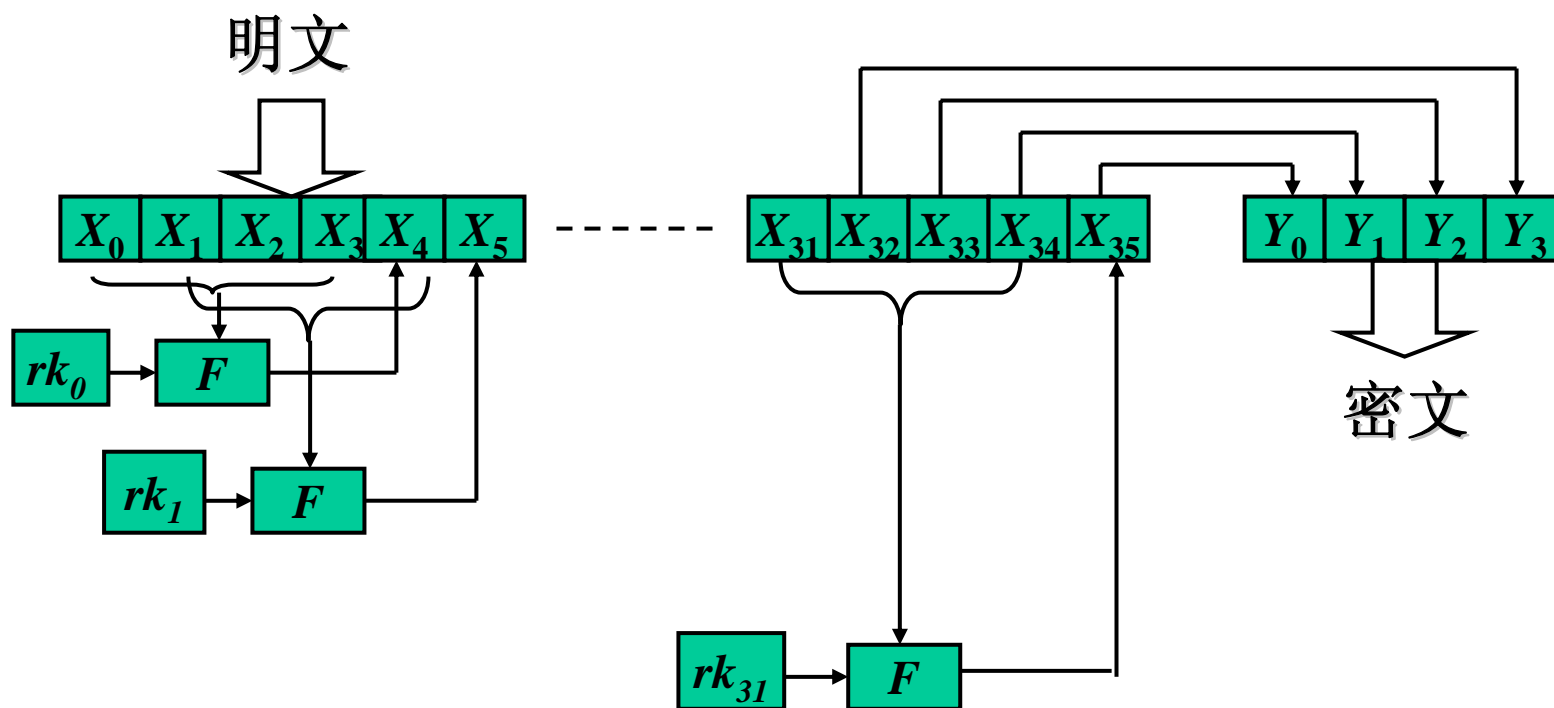 明文
X0 X1 X2 X3 X4 X5 X31 X32 X33 X34 X35 Y0 Y1 Y2 Y3
rk0 F
密文
rk1 F
rk31 F